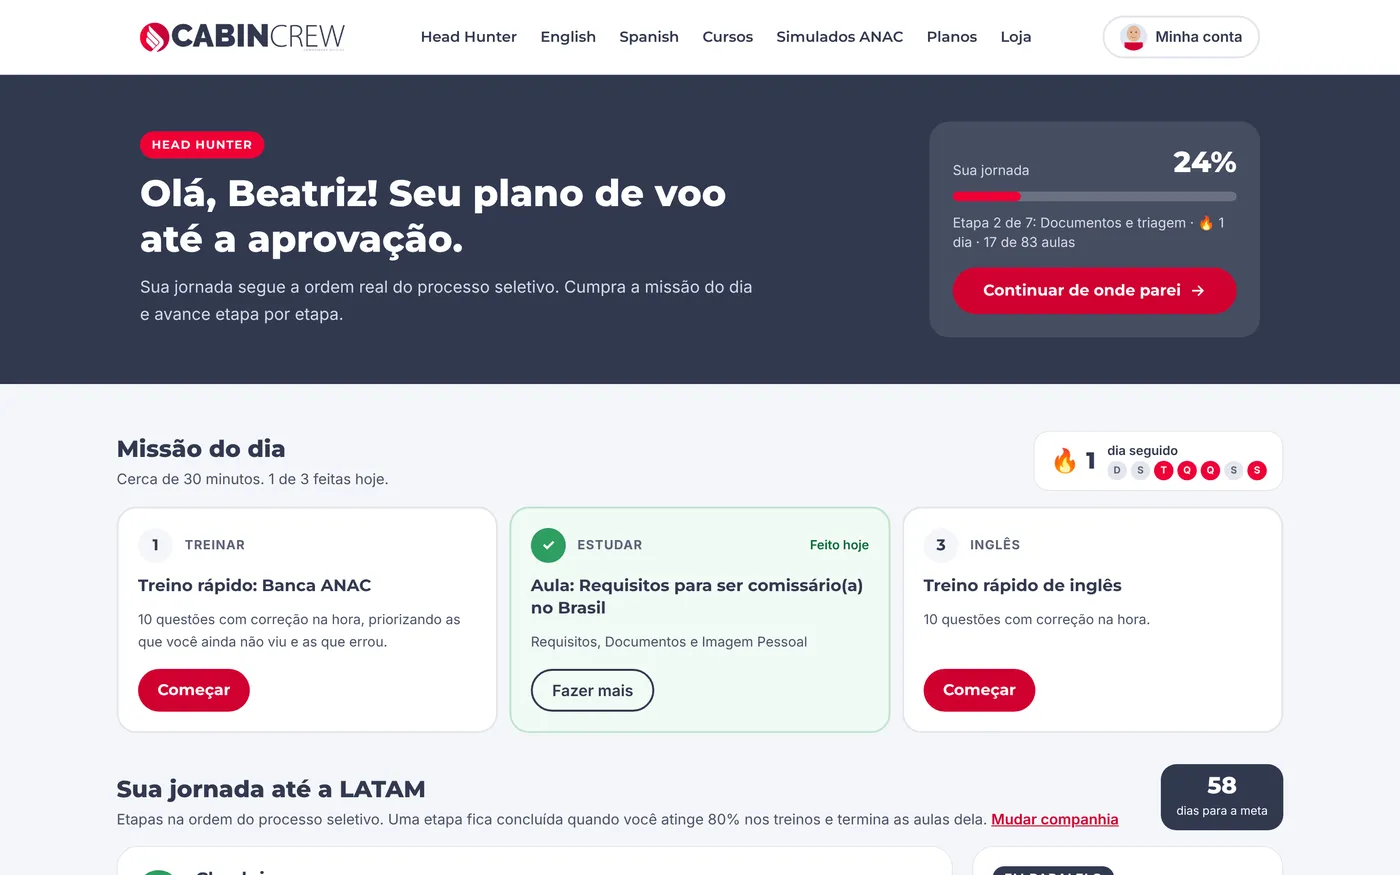 CABINCREW
Head Hunter
English
Spanish
Cursos
Simulados ANAC
Planos
Loja
Minha conta
HEAD HUNTER
Olá, Beatriz! Seu plano de voo
até a aprovação.
Sua jornada segue a ordem real do processo seletivo. Cumpra a missão do dia
e avance etapa por etapa.
Sua jornada
24%
Etapa 2 de 7: Documentos e triagem · 🔥 1
dia · 17 de 83 aulas
Continuar de onde parei →
Missão do dia
Cerca de 30 minutos. 1 de 3 feitas hoje.
🔥 1
dia seguido
D S T Q Q S S
1 TREINAR
Treino rápido: Banca ANAC
10 questões com correção na hora, priorizando as
que você ainda não viu e as que errou.
Começar
ESTUDAR
Feito hoje
Aula: Requisitos para ser comissário(a)
no Brasil
Requisitos, Documentos e Imagem Pessoal
Fazer mais
3 INGLÊS
Treino rápido de inglês
10 questões com correção na hora.
Começar
Sua jornada até a LATAM
Etapas na ordem do processo seletivo. Uma etapa fica concluída quando você atinge 80% nos treinos e termina as aulas dela. Mudar companhia
58
dias para a meta